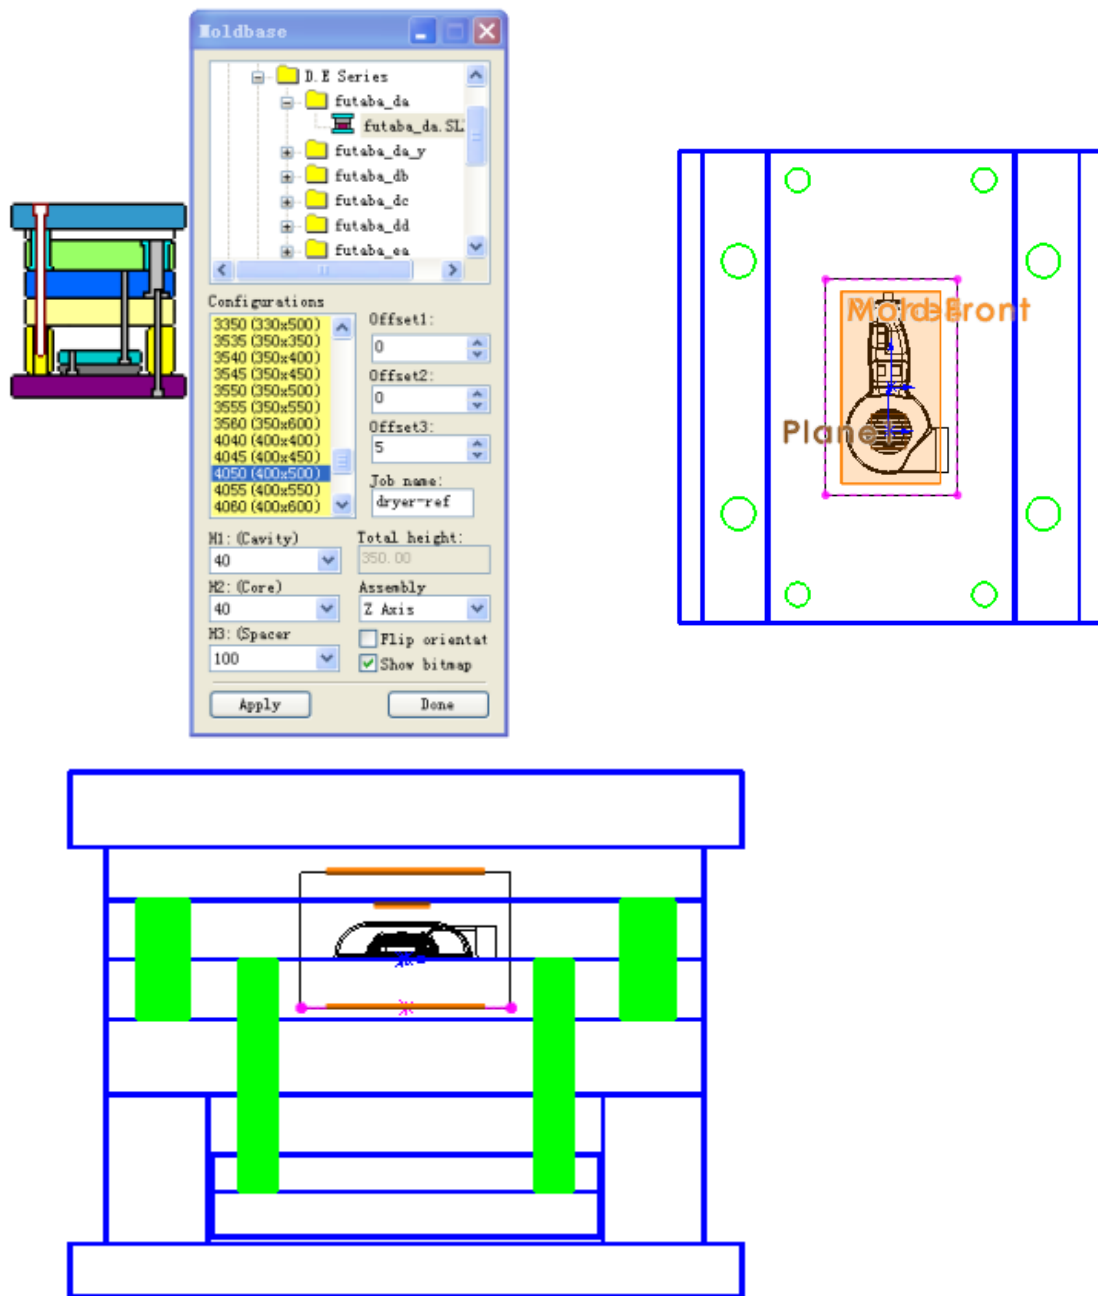 Moldbase
D.E Series
futaba_da
futaba_da.SL
futaba_da_y
futaba_db
futaba_dc
futaba_dd
futaba_ea
Configurations
3350 (330x500)
3535 (350x350)
3540 (350x400)
3545 (350x450)
3550 (350x500)
3555 (350x550)
3560 (350x600)
4040 (400x400)
4045 (400x450)
4050 (400x500)
4055 (400x550)
4060 (400x600)
Offset1:
0
Offset2:
0
Offset3:
5
Job name:
dryer-ref
H1: (Cavity)
40
Total height:
350.00
H2: (Core)
40
Assembly
Z Axis
H3: (Spacer
100
Flip orientat
Show bitmap
Apply
Done
Front
Plane1